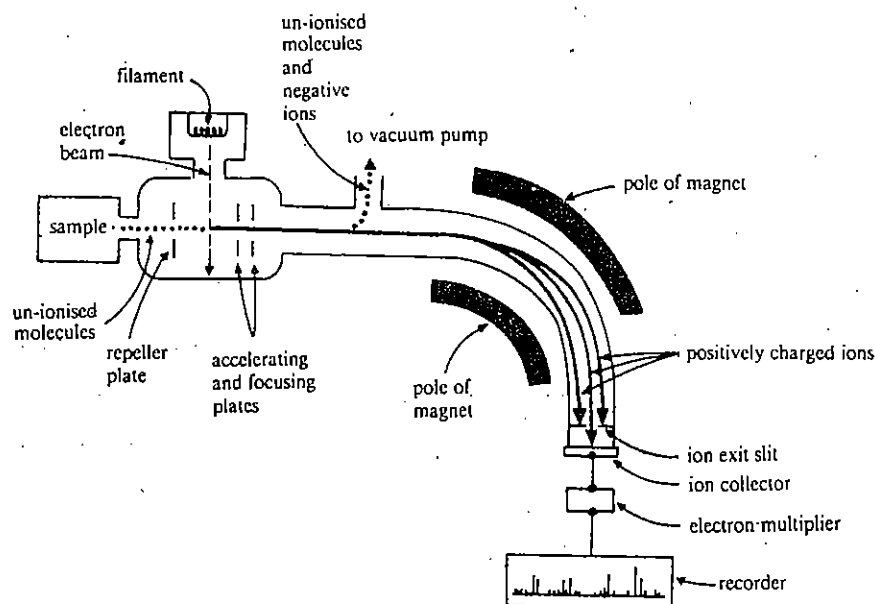 un-ionised
molecules
and
negative
ions
filament
electron
beam
to vacuum pump
pole of magnet
sample
un-ionised
molecules
repeller
plate
accelerating
and focusing
plates
pole of
magnet
positively charged ions
ion exit slit
ion collector
electron-multiplier
recorder